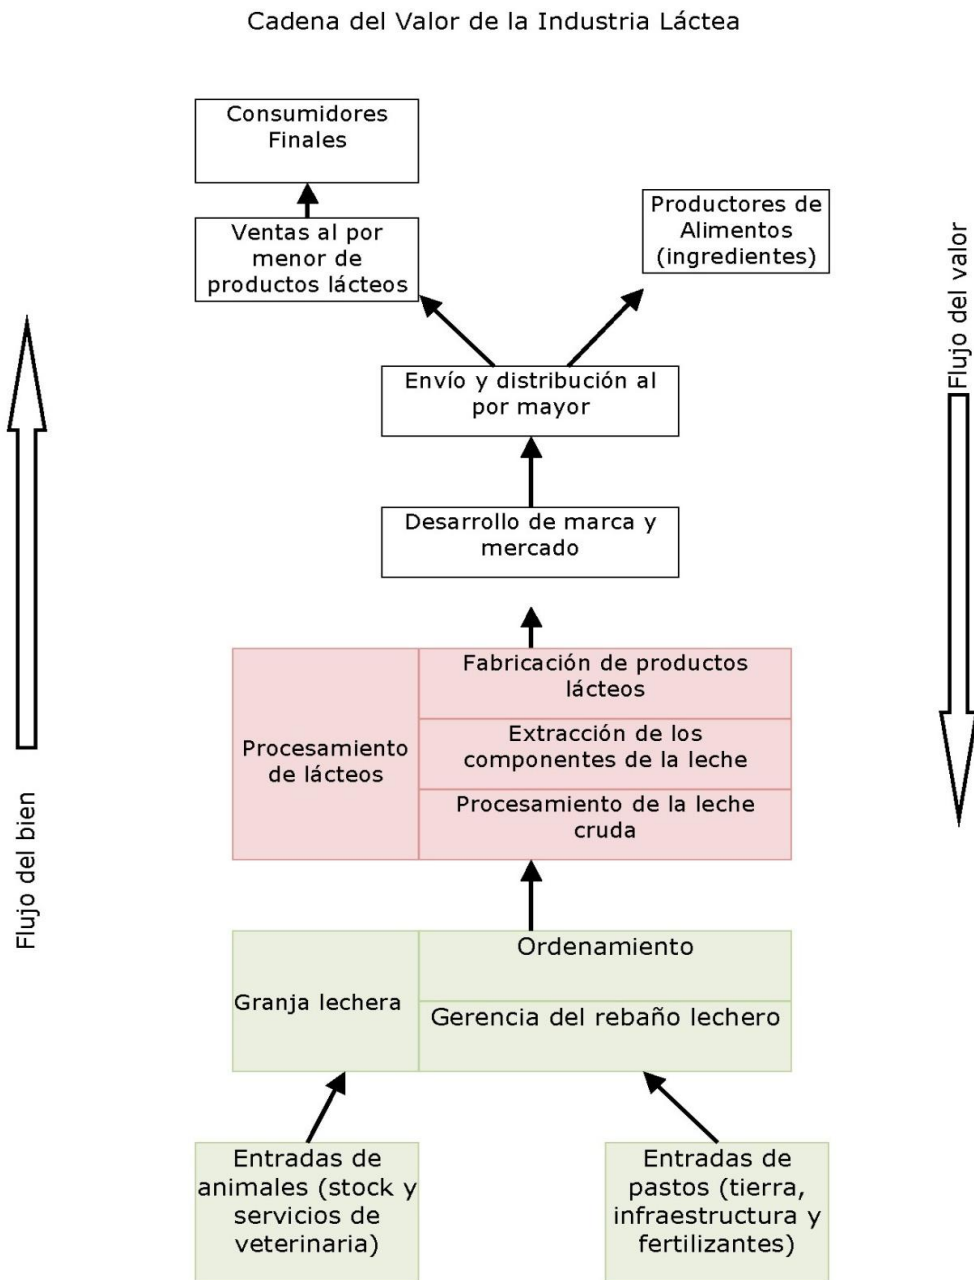 Cadena del Valor de la Industria Láctea
Consumidores
Finales
Productores de
Alimentos
(ingredientes)
Ventas al por
menor de
productos lácteos
Flujo del valor
Envío y distribución al
por mayor
Desarrollo de marca y
mercado
Fabricación de productos
lácteos
Procesamiento
de lácteos
Extracción de los
componentes de la leche
Procesamiento de la leche
cruda
Flujo del bien
Ordenamiento
Granja lechera
Gerencia del rebaño lechero
Entradas de
animales (stock y
servicios de
veterinaria)
Entradas de
pastos (tierra,
infraestructura y
fertilizantes)